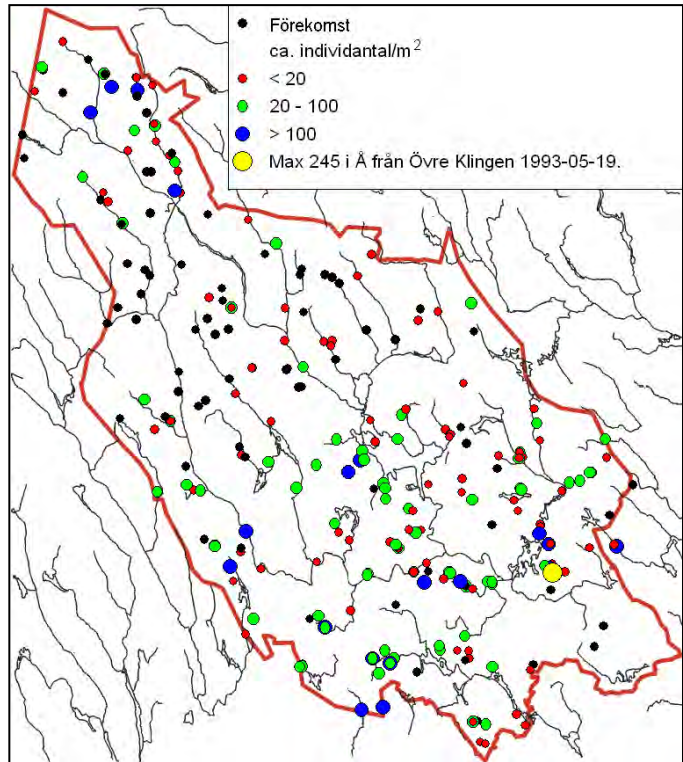 Förekomst
ca. individantal/m²
< 20
20 - 100
> 100
Max 245 i Å från Övre Klingen 1993-05-19.